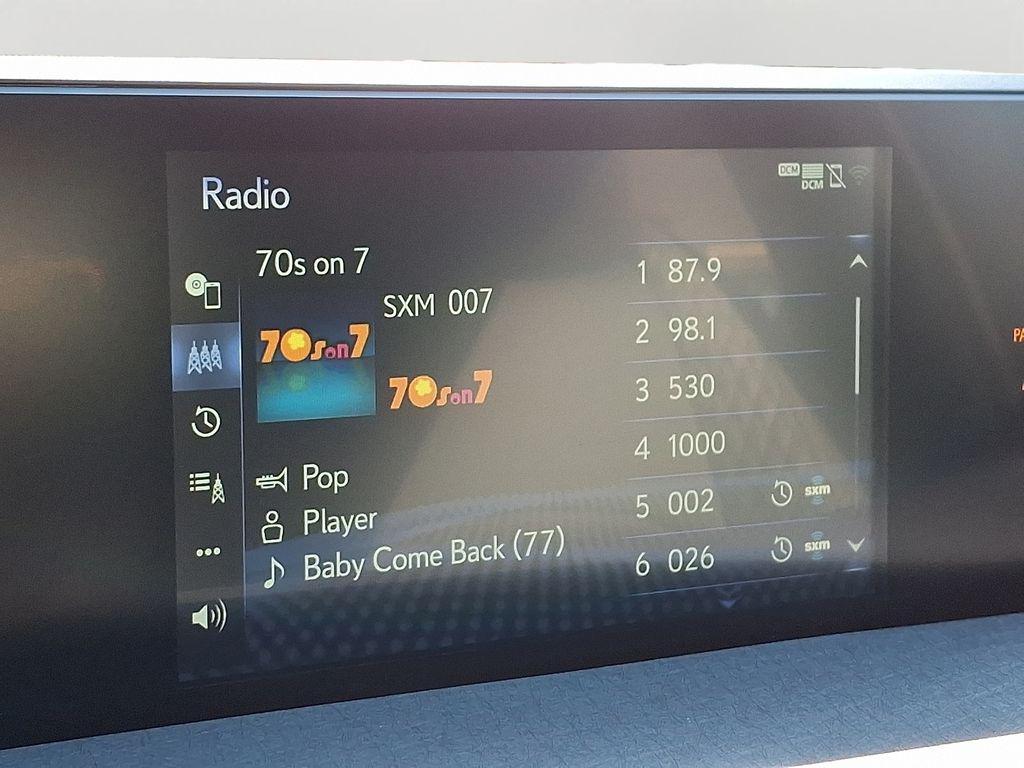 Radio
DCM
DCM
70s on 7
SXM 007
70s on 7
70s on 7
Pop
Player
Baby Come Back (77)
1 87.9
2 98.1
3 530
4 1000
5 002 sxm
6 026 sxm